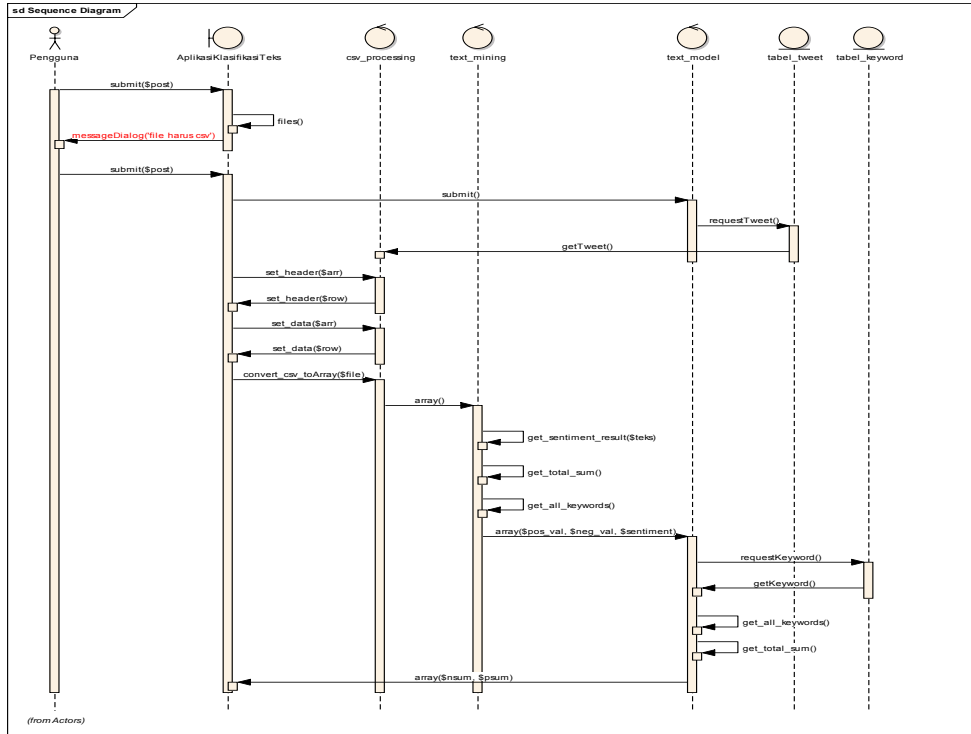 sd Sequence Diagram
Pengguna
AplikasiKlasifikasiTeks
csv_processing
text_mining
text_model
tabel_tweet
tabel_keyword
submit($post)
files()
messageDialog('file harus csv')
submit($post)
submit()
requestTweet()
getTweet()
set_header($arr)
set_header($row)
set_data($arr)
set_data($row)
convert_csv_toArray($file)
array()
get_sentiment_result($teks)
get_total_sum()
get_all_keywords()
array($pos_val, $neg_val, $sentiment)
requestKeyword()
getKeyword()
get_all_keywords()
get_total_sum()
array($nsum, $psum)
(from Actors)